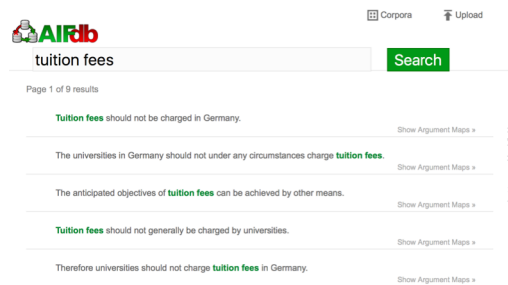 Corpora Upload
AIFdb
tuition fees Search
Page 1 of 9 results
Tuition fees should not be charged in Germany.
Show Argument Maps »
The universities in Germany should not under any circumstances charge tuition fees.
Show Argument Maps »
The anticipated objectives of tuition fees can be achieved by other means.
Show Argument Maps »
Tuition fees should not generally be charged by universities.
Show Argument Maps »
Therefore universities should not charge tuition fees in Germany.
Show Argument Maps »